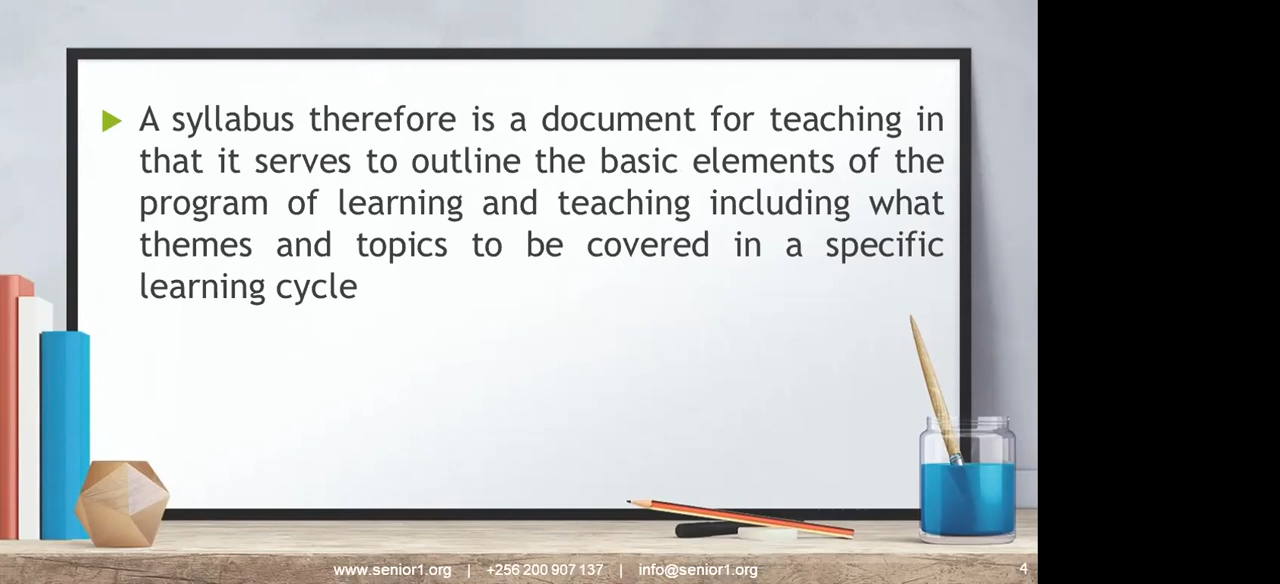 A syllabus therefore is a document for teaching in
that it serves to outline the basic elements of the
program of learning and teaching including what
themes and topics to be covered in a specific
learning cycle
www.senior1.org | +256 200 907 137 | info@senior1.org
4